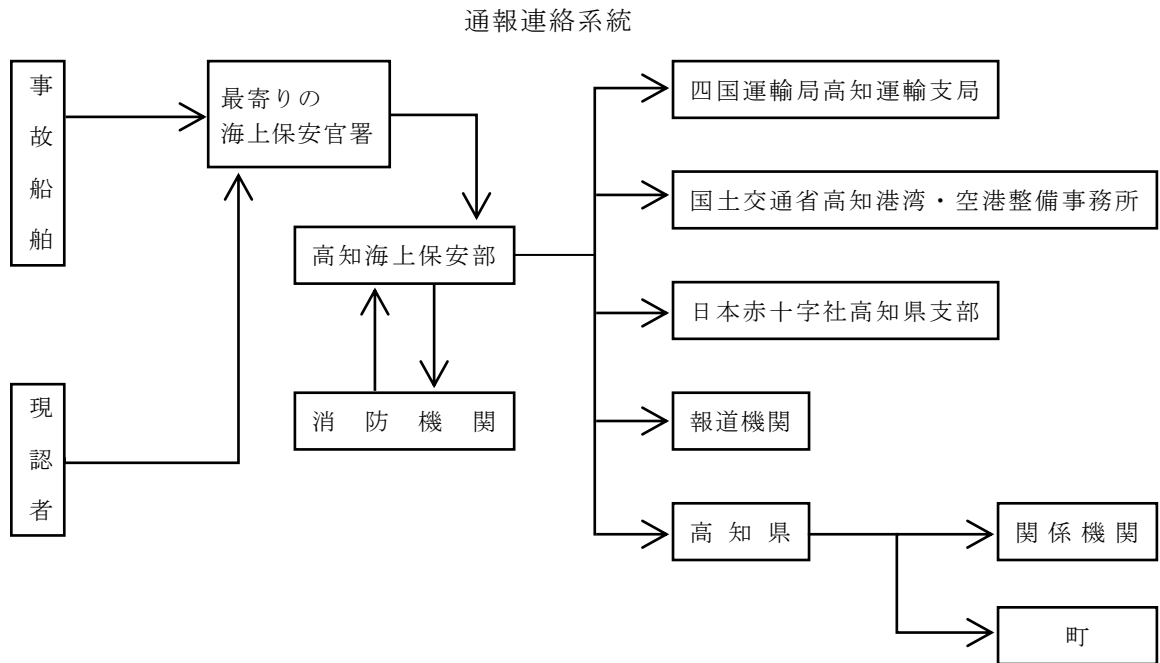 通報連絡系統
事故船舶
最寄りの
海上保安官署
四国運輸局高知運輸支局
国土交通省高知港湾・空港整備事務所
高知海上保安部
日本赤十字社高知県支部
現認者
消防機関
報道機関
高知県
関係機関
町